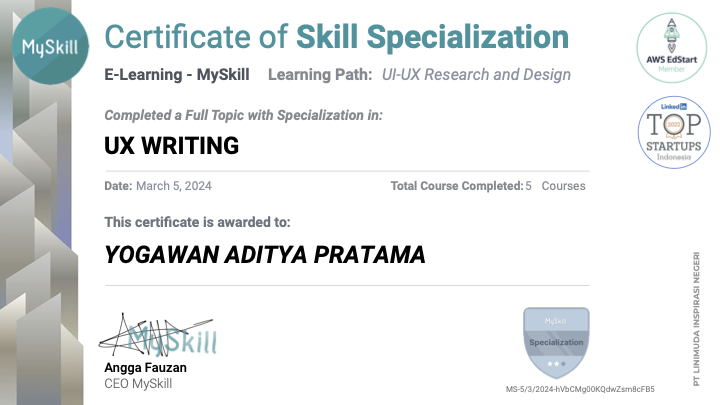 MySkill
Certificate of Skill Specialization
AWS EdStart
Member
E-Learning - MySkill Learning Path: UI-UX Research and Design
LinkedIn
2022
TOP
STARTUPS
Indonesia
Completed a Full Topic with Specialization in:
UX WRITING
Date: March 5, 2024 Total Course Completed: 5 Courses
This certificate is awarded to:
YOGAWAN ADITYA PRATAMA
PT LINIMUDA INSPIRASI NEGERI
MySkill
Angga Fauzan
CEO MySkill
MySkill
Specialization
MS-5/3/2024-hVbCMg00KQdwZsm8cFB5